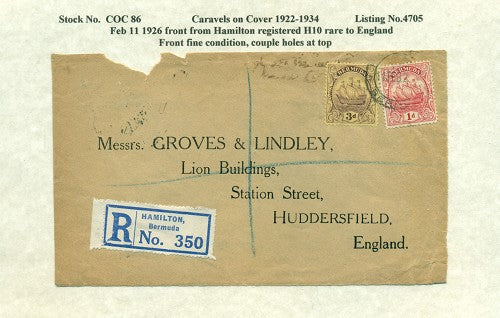 Stock No. COC 86 Caravels on Cover 1922-1934 Listing No.4705
Feb 11 1926 front from Hamilton registered H10 rare to England
Front fine condition, couple holes at top
BERMUDA BERMUDA
3d 1d
Messrs. GROVES & LINDLEY,
Lion Buildings,
Station Street,
HUDDERSFIELD,
England.
R HAMILTON,
Bermuda
No. 350